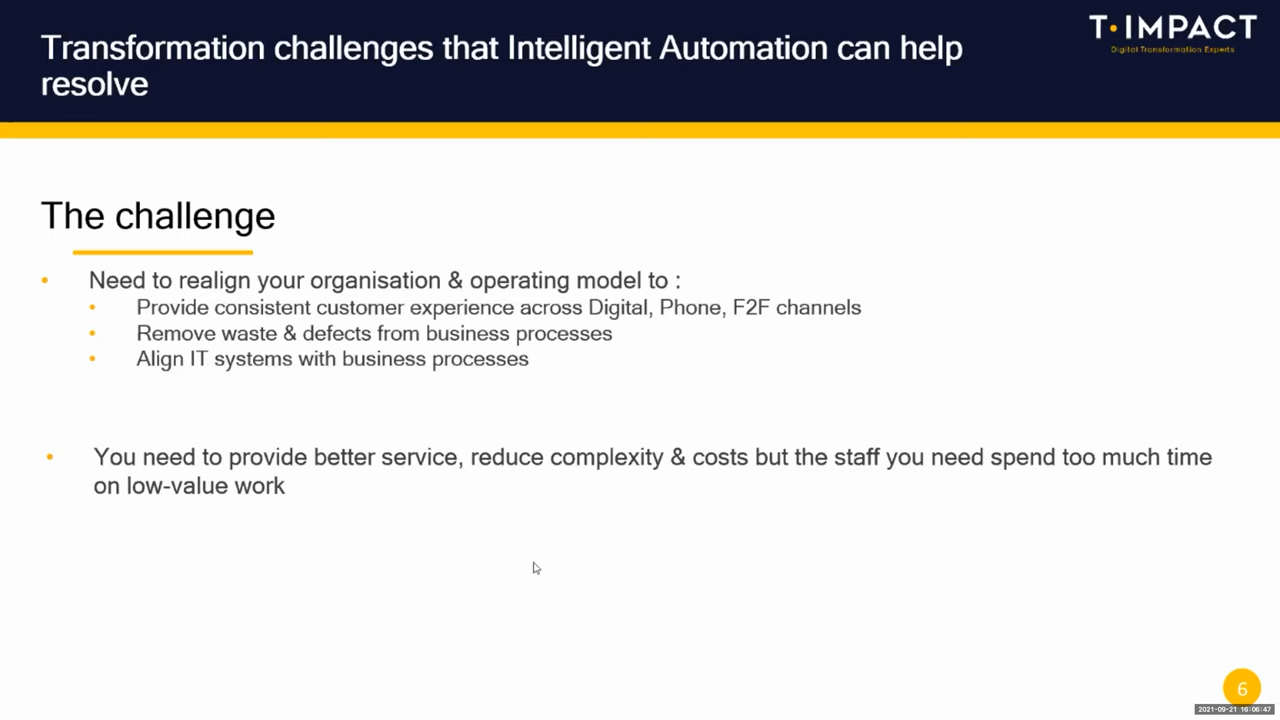 Transformation challenges that Intelligent Automation can help
resolve
T·IMPACT
Digital Transformation Experts
The challenge
• Need to realign your organisation & operating model to :
• Provide consistent customer experience across Digital, Phone, F2F channels
• Remove waste & defects from business processes
• Align IT systems with business processes
• You need to provide better service, reduce complexity & costs but the staff you need spend too much time
on low-value work
6
2021-09-21 16:06:47